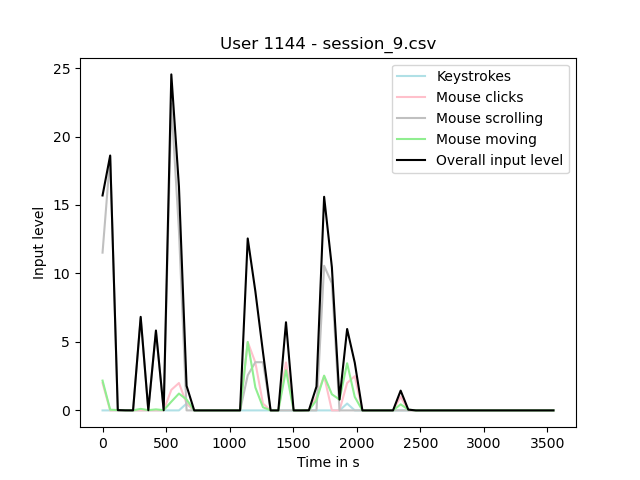 User 1144 - session_9.csv
Keystrokes
Mouse clicks
Mouse scrolling
Mouse moving
Overall input level
Input level
25
20
15
10
5
0
0 500 1000 1500 2000 2500 3000 3500
Time in s